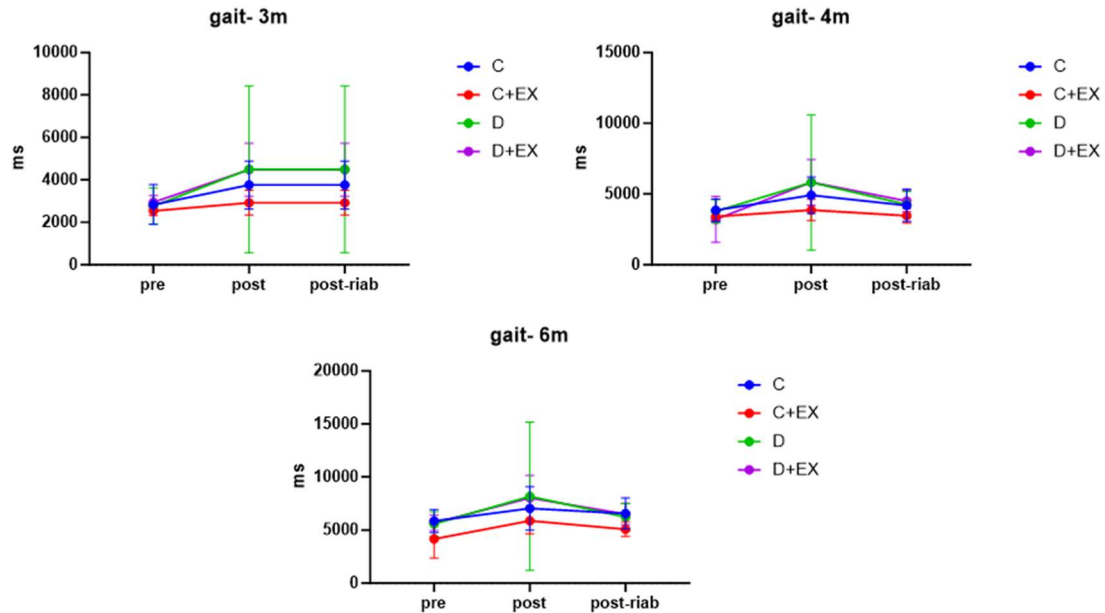 gait- 3m
10000
8000
6000
4000
2000
0
ms
pre post post-riab
C
C+EX
D
D+EX
gait- 4m
15000
10000
5000
0
ms
pre post post-riab
C
C+EX
D
D+EX
gait- 6m
20000
15000
10000
5000
0
ms
pre post post-riab
C
C+EX
D
D+EX